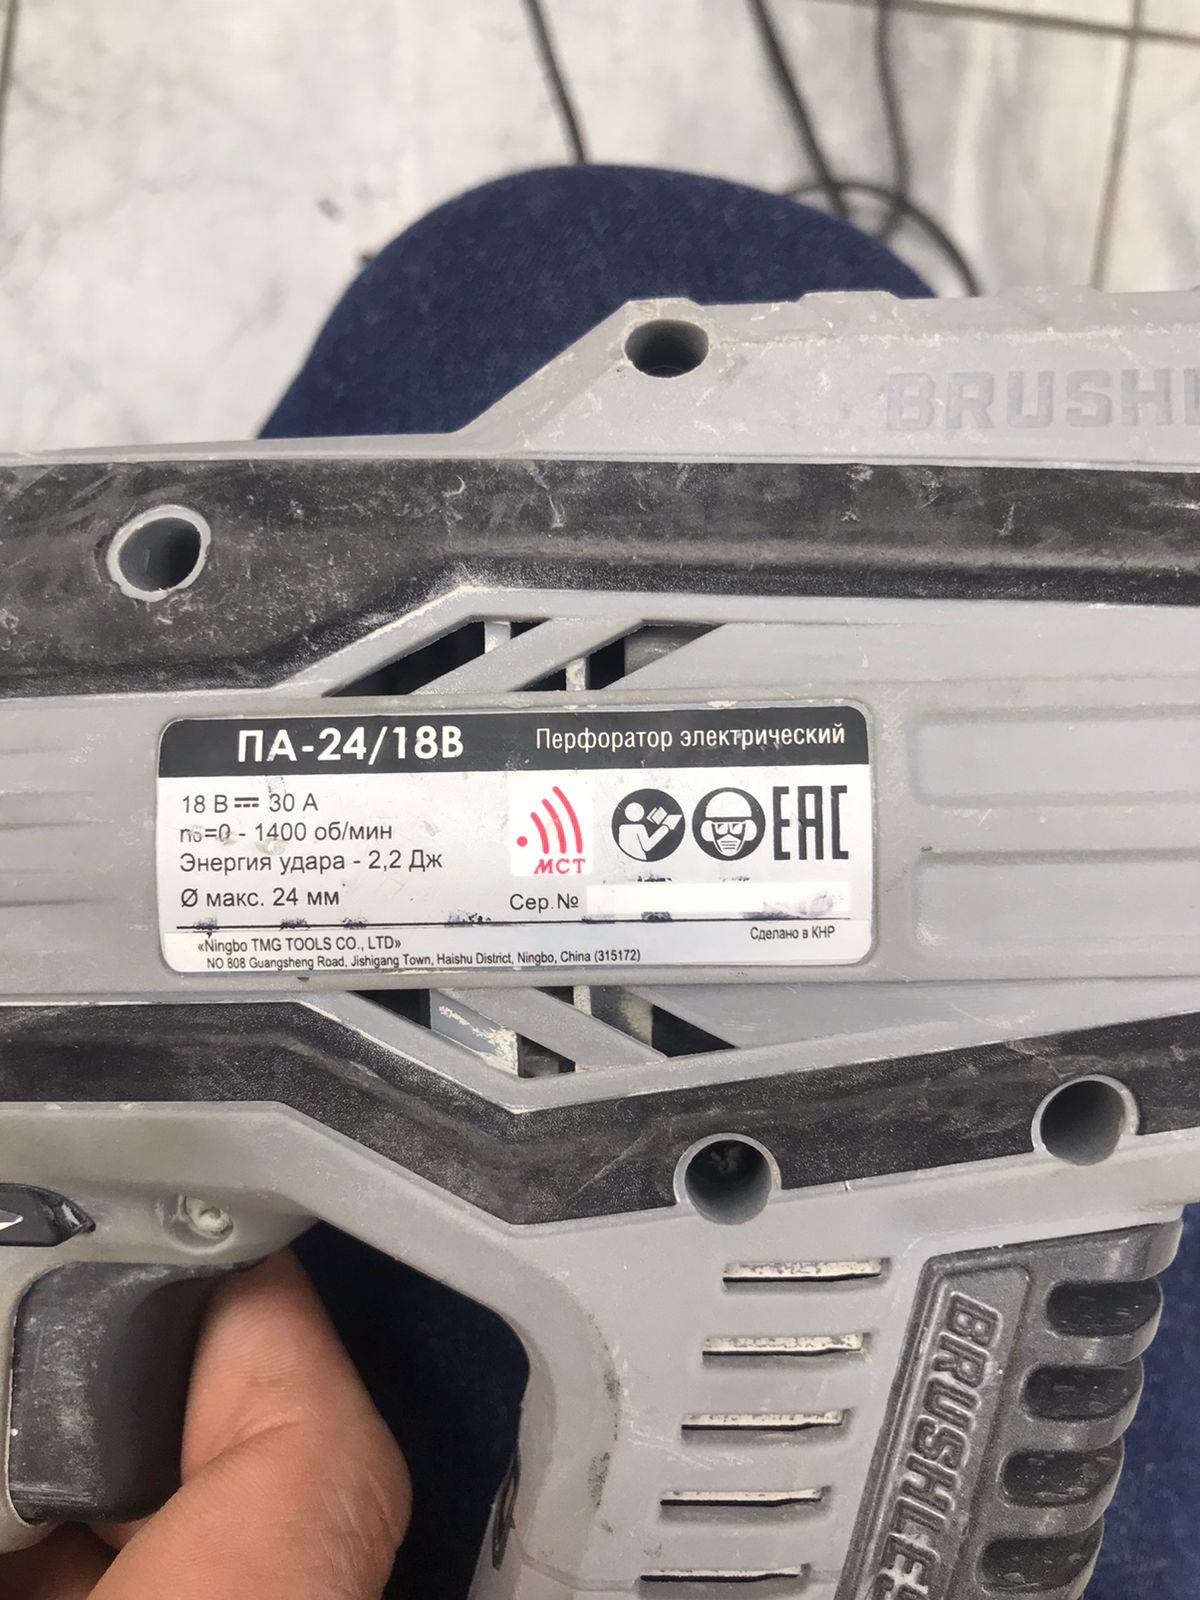 BRUSH
ПА-24/18В
Перфоратор электрический
18 В 30 А
n₀=0 - 1400 об/мин
Энергия удара - 2,2 Дж
Ø макс. 24 мм
МСТ
EAC
Сер.№
Сделано в КНР
«Ningbo TMG TOOLS CO., LTD»
NO 808 Guangsheng Road, Jishigang Town, Haishu District, Ningbo, China (315172)
BRUSHLES